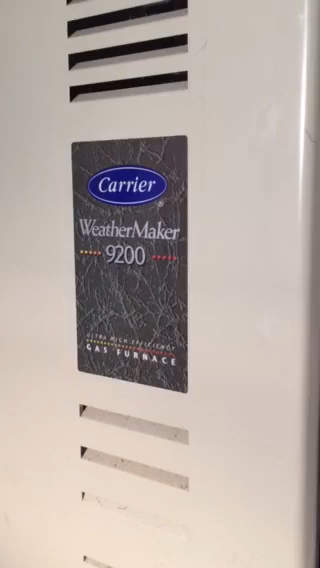 Carrier
®
WeatherMaker
9200
ULTRA HIGH EFFICIENCY
GAS FURNACE